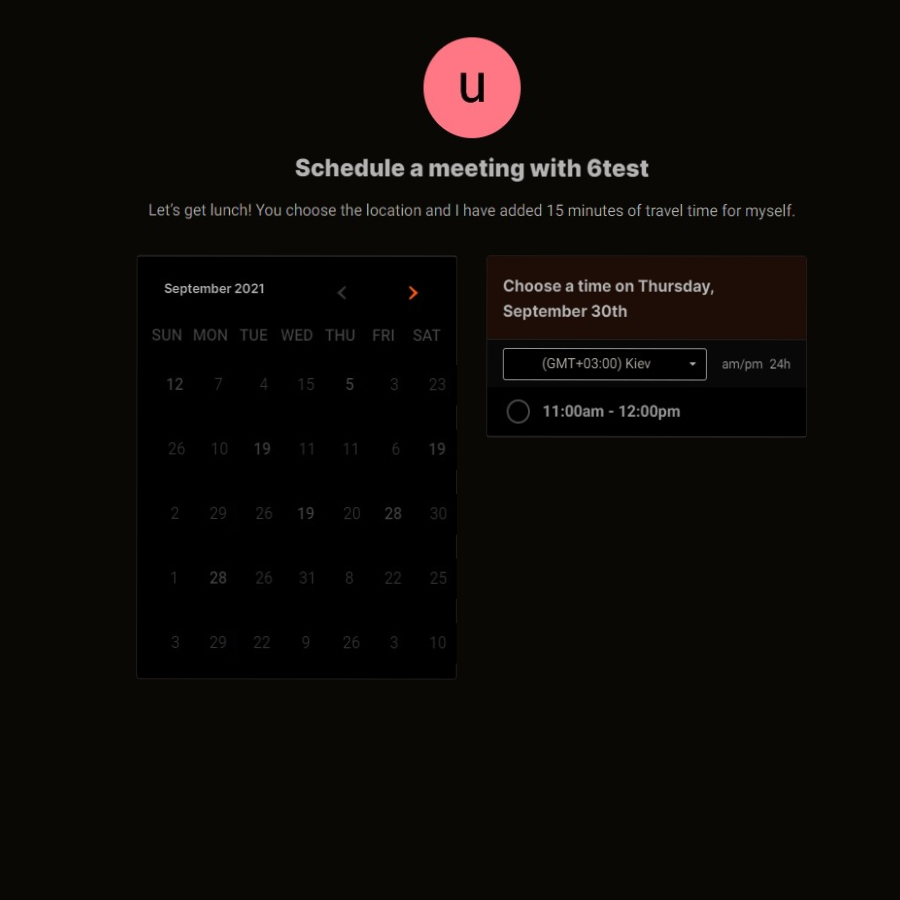 u
Schedule a meeting with 6test
Let's get lunch! You choose the location and I have added 15 minutes of travel time for myself.
September 2021
SUN MON TUE WED THU FRI SAT
12 7 4 15 5 3 23
26 10 19 11 11 6 19
2 29 26 19 20 28 30
1 28 26 31 8 22 25
3 29 22 9 26 3 10
Choose a time on Thursday,
September 30th
(GMT+03:00) Kiev am/pm 24h
11:00am - 12:00pm